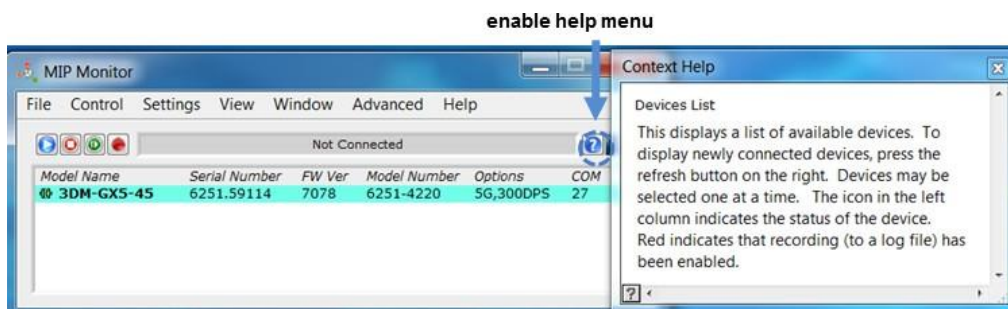 enable help menu
MIP Monitor
File Control Settings View Window Advanced Help
Not Connected
Model Name Serial Number FW Ver Model Number Options COM
3DM-GX5-45 6251.59114 7078 6251-4220 5G,300DPS 27
Context Help
Devices List
This displays a list of available devices. To
display newly connected devices, press the
refresh button on the right. Devices may be
selected one at a time. The icon in the left
column indicates the status of the device.
Red indicates that recording (to a log file) has
been enabled.